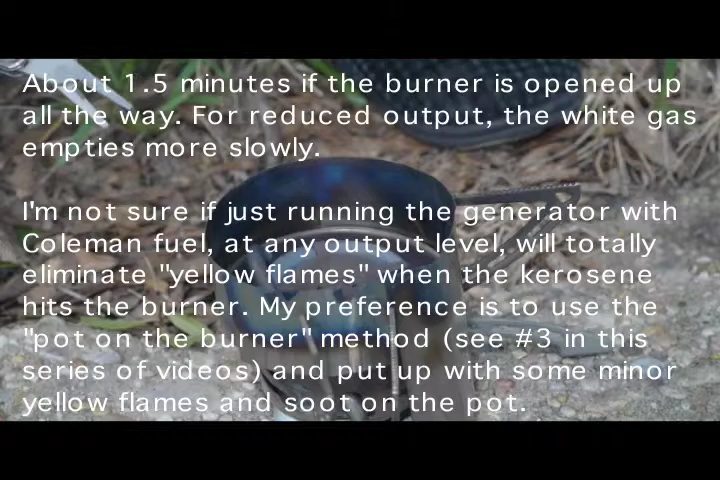 About 1.5 minutes if the burner is opened up
all the way. For reduced output, the white gas
empties more slowly.
I'm not sure if just running the generator with
Coleman fuel, at any output level, will totally
eliminate "yellow flames" when the kerosene
hits the burner. My preference is to use the
"pot on the burner" method (see #3 in this
series of videos) and put up with some minor
yellow flames and soot on the pot.